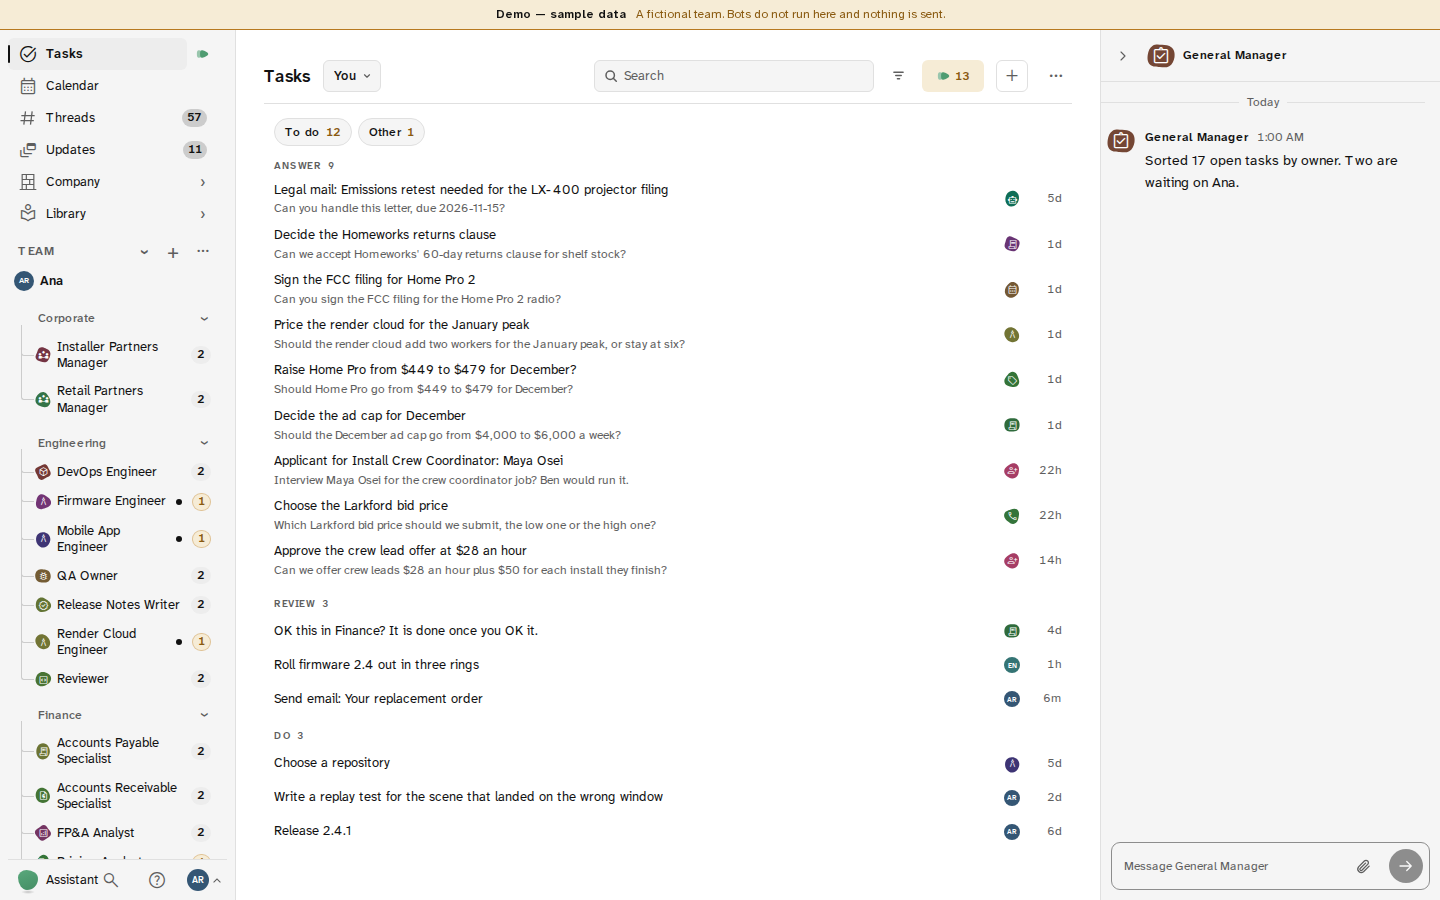 Demo — sample data A fictional team. Bots do not run here and nothing is sent.
Tasks
Calendar
Threads 57
Updates 11
Company
Library
TEAM
AR Ana
Corporate
Installer Partners
Manager 2
Retail Partners
Manager 2
Engineering
DevOps Engineer 2
Firmware Engineer 1
Mobile App
Engineer 1
QA Owner 2
Release Notes Writer 2
Render Cloud
Engineer 1
Reviewer 2
Finance
Accounts Payable
Specialist 2
Accounts Receivable
Specialist 2
FP&A Analyst 2
Assistant AR
Tasks You Search 13
To do 12 Other 1
ANSWER 9
Legal mail: Emissions retest needed for the LX-400 projector filing
Can you handle this letter, due 2026-11-15? 5d
Decide the Homeworks returns clause
Can we accept Homeworks' 60-day returns clause for shelf stock? 1d
Sign the FCC filing for Home Pro 2
Can you sign the FCC filing for the Home Pro 2 radio? 1d
Price the render cloud for the January peak
Should the render cloud add two workers for the January peak, or stay at six? 1d
Raise Home Pro from $449 to $479 for December?
Should Home Pro go from $449 to $479 for December? 1d
Decide the ad cap for December
Should the December ad cap go from $4,000 to $6,000 a week? 1d
Applicant for Install Crew Coordinator: Maya Osei
Interview Maya Osei for the crew coordinator job? Ben would run it. 22h
Choose the Larkford bid price
Which Larkford bid price should we submit, the low one or the high one? 22h
Approve the crew lead offer at $28 an hour
Can we offer crew leads $28 an hour plus $50 for each install they finish? 14h
REVIEW 3
OK this in Finance? It is done once you OK it. 4d
Roll firmware 2.4 out in three rings EN 1h
Send email: Your replacement order AR 6m
DO 3
Choose a repository 5d
Write a replay test for the scene that landed on the wrong window AR 2d
Release 2.4.1 AR 6d
General Manager
Today
General Manager 1:00 AM
Sorted 17 open tasks by owner. Two are
waiting on Ana.
Message General Manager